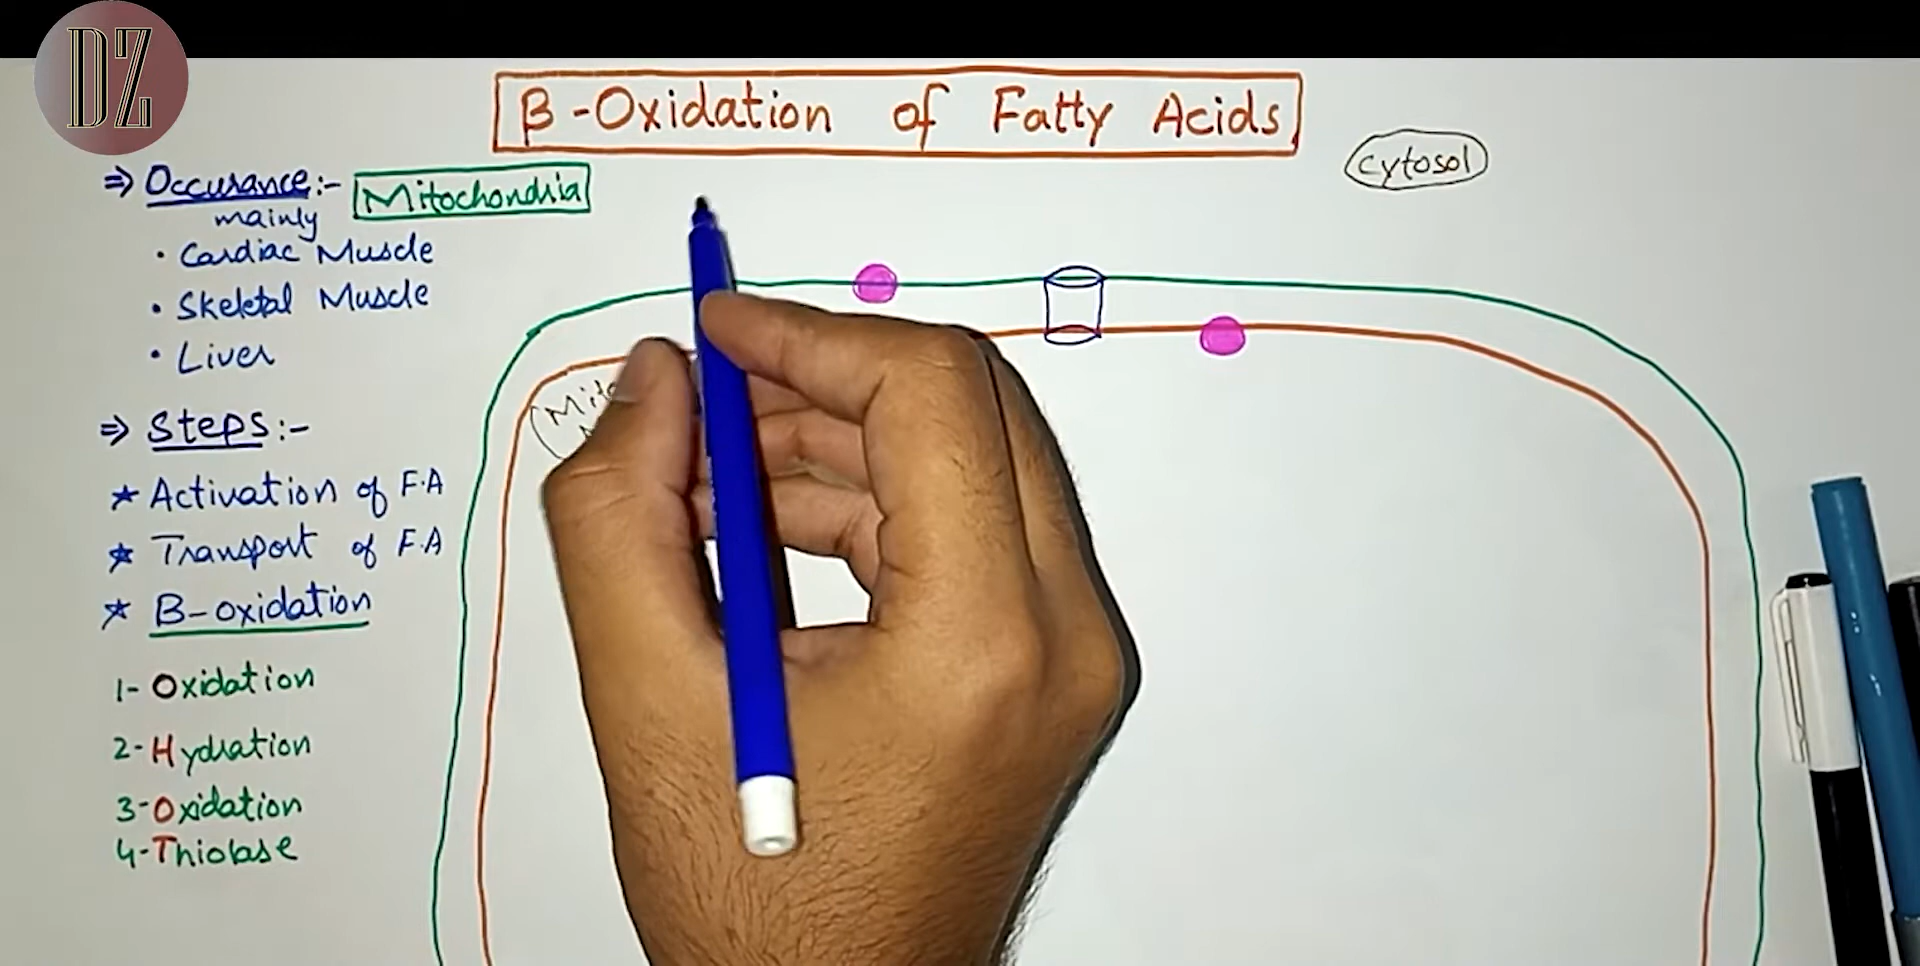 DZ
β-Oxidation of Fatty Acids
cytosol
⇒ Occurance:- Mitochondria
mainly
• Cardiac Muscle
• Skeletal Muscle
• Liver
⇒ Steps:-
★ Activation of F.A
★ Transport of F.A
★ B-oxidation
1- Oxidation
2- Hydration
3- Oxidation
4- Thiolase